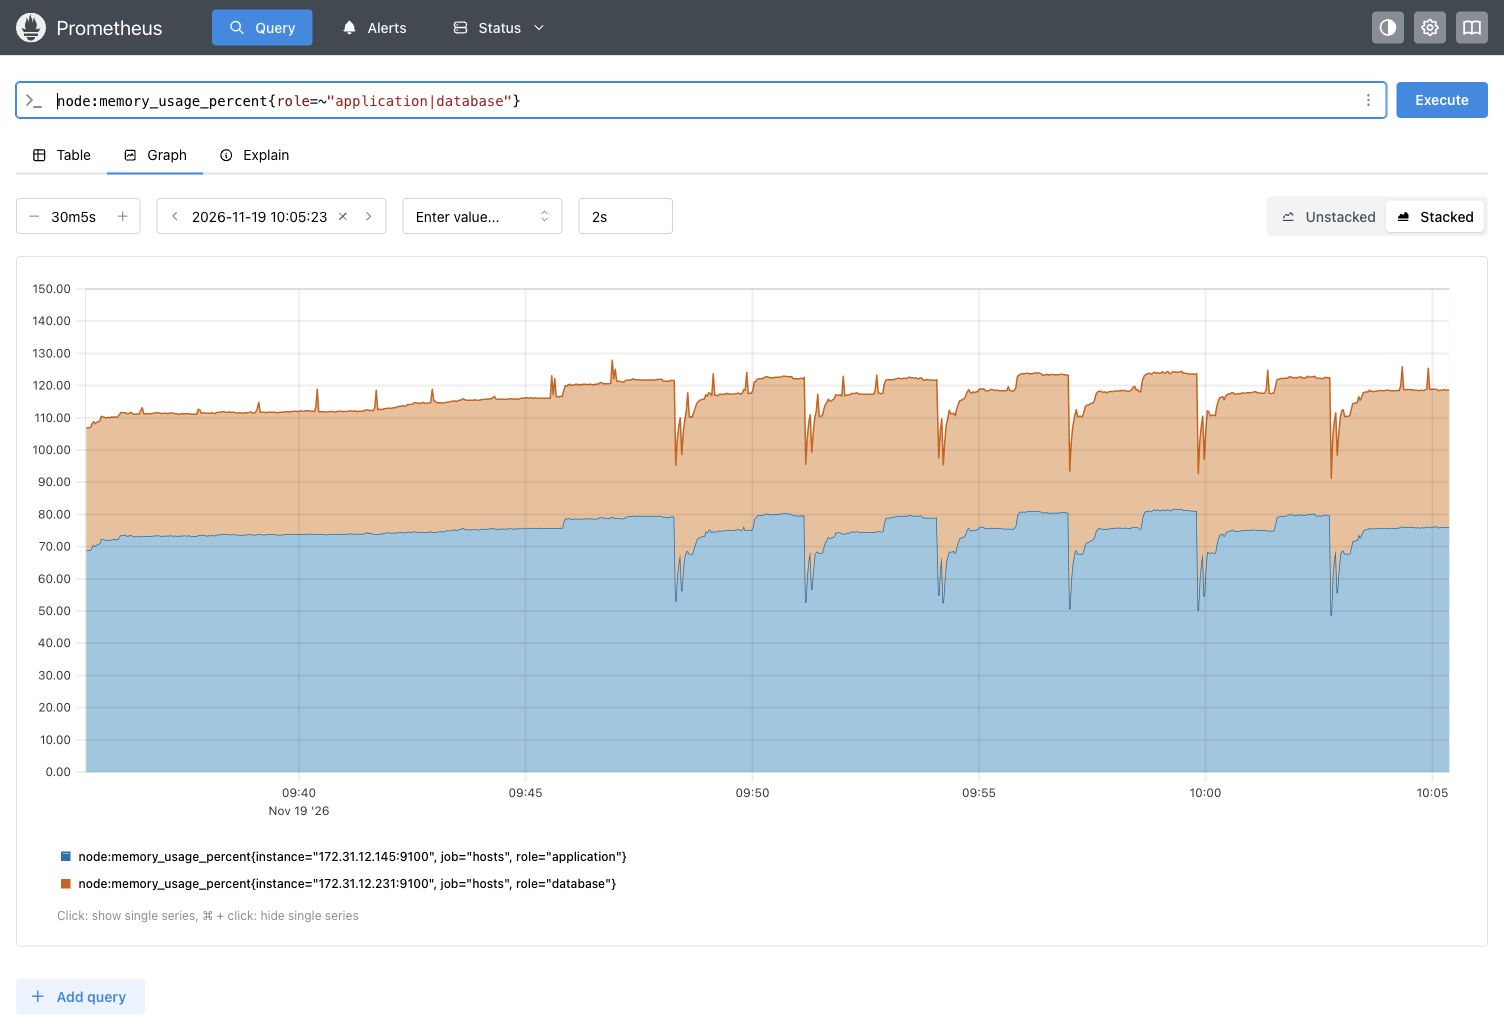 Prometheus
Query
Alerts
Status
>_ node:memory_usage_percent{role=~"application|database"}
Execute
Table
Graph
Explain
30m5s
2026-11-19 10:05:23
Enter value...
2s
Unstacked
Stacked
150.00
140.00
130.00
120.00
110.00
100.00
90.00
80.00
70.00
60.00
50.00
40.00
30.00
20.00
10.00
0.00
09:40
09:45
09:50
09:55
10:00
10:05
Nov 19 '26
node:memory_usage_percent{instance="172.31.12.145:9100", job="hosts", role="application"}
node:memory_usage_percent{instance="172.31.12.231:9100", job="hosts", role="database"}
Click: show single series, ⌘ + click: hide single series
Add query